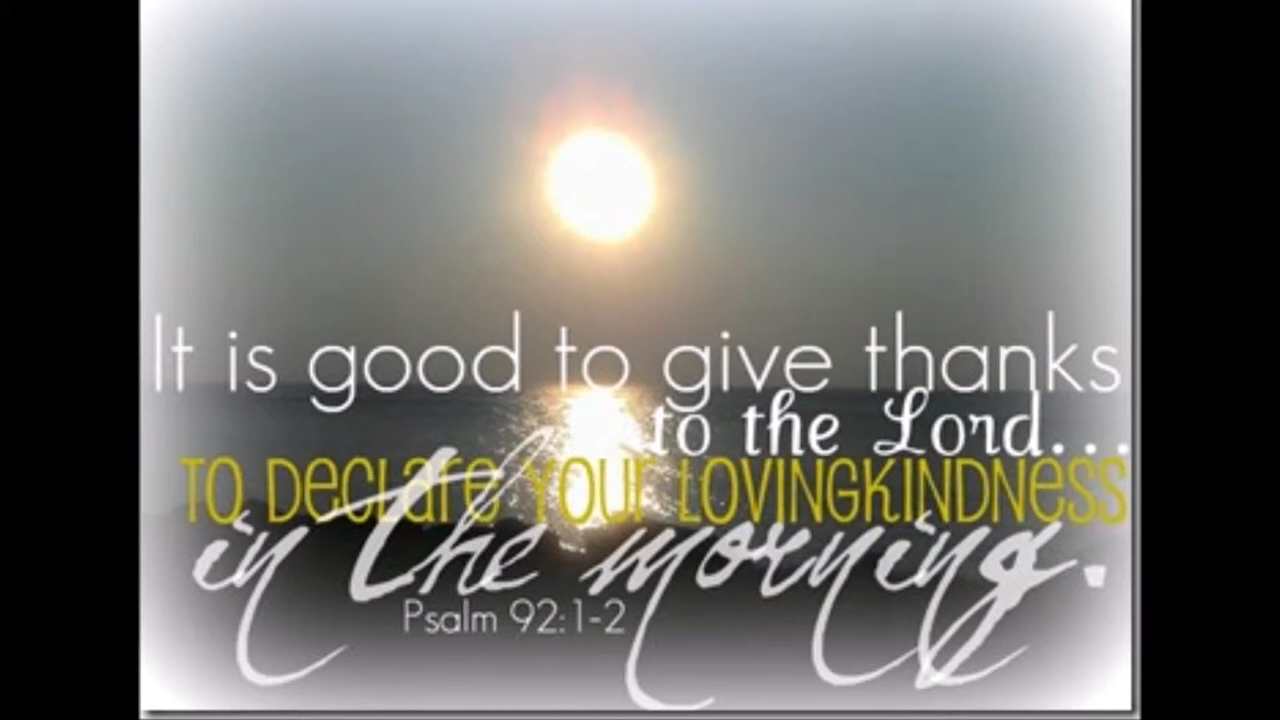 It is good to give thanks
to the Lord...
TO DECLARE YOUR LOVINGKINDNESS
in the morning.
Psalm 92:1-2